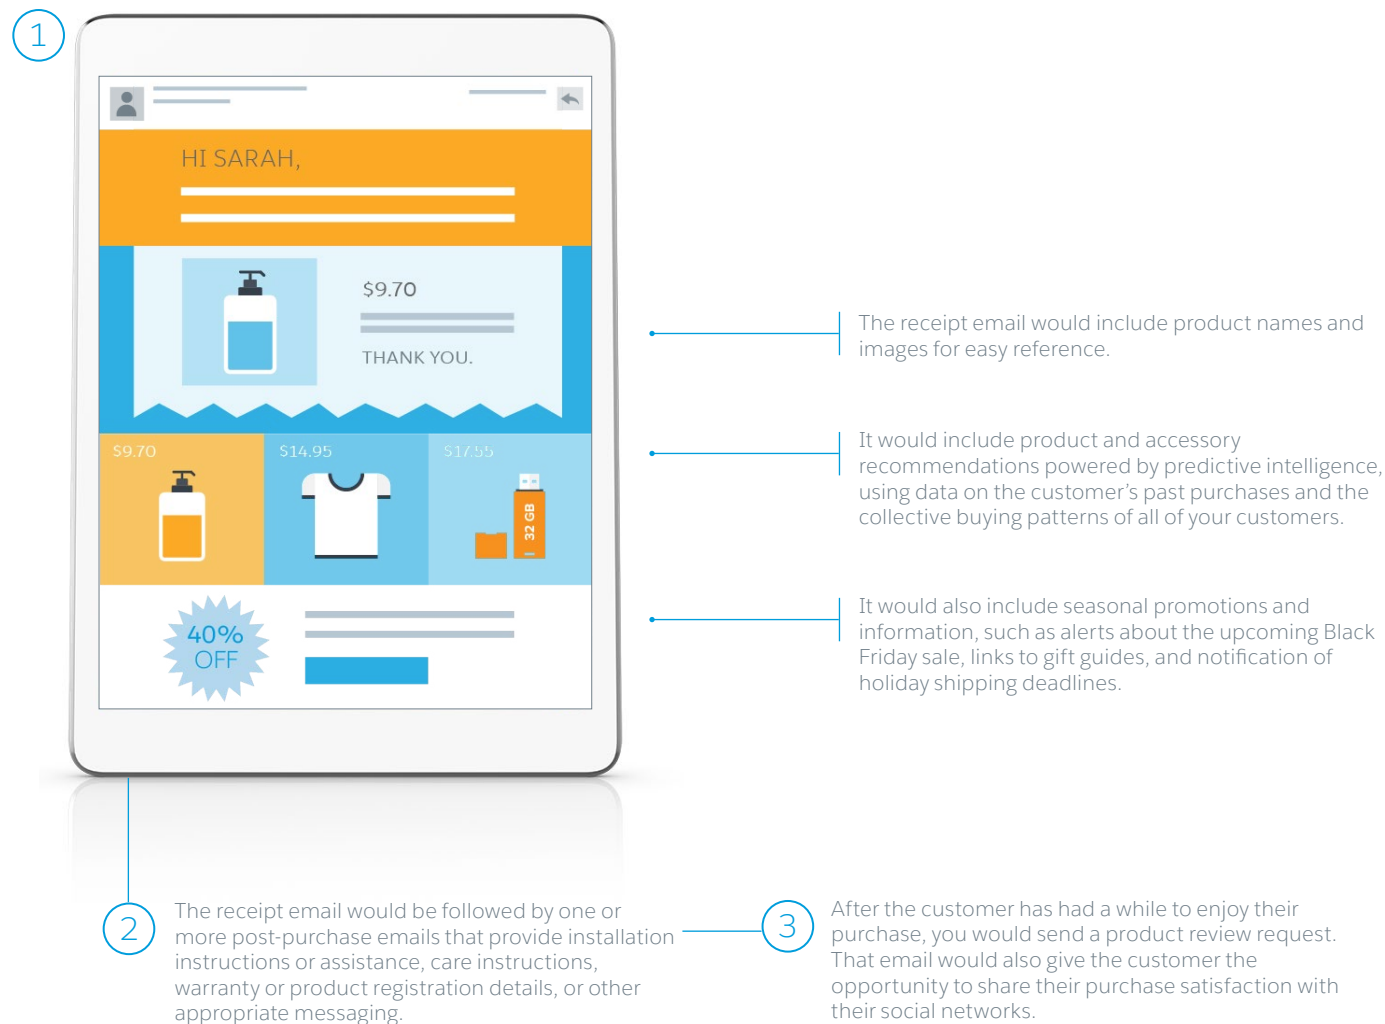 1
HI SARAH,
$9.70
THANK YOU.
$9.70
$14.95
$17.55
32 GB
40%
OFF
The receipt email would include product names and
images for easy reference.
It would include product and accessory
recommendations powered by predictive intelligence,
using data on the customer’s past purchases and the
collective buying patterns of all of your customers.
It would also include seasonal promotions and
information, such as alerts about the upcoming Black
Friday sale, links to gift guides, and notification of
holiday shipping deadlines.
2
The receipt email would be followed by one or
more post-purchase emails that provide installation
instructions or assistance, care instructions,
warranty or product registration details, or other
appropriate messaging.
3
After the customer has had a while to enjoy their
purchase, you would send a product review request.
That email would also give the customer the
opportunity to share their purchase satisfaction with
their social networks.